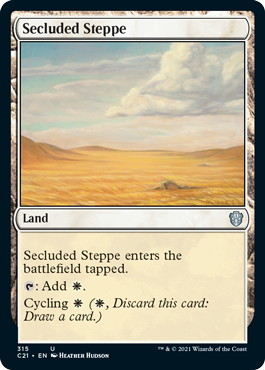 Secluded Steppe
Land
Secluded Steppe enters the
battlefield tapped.
: Add .
Cycling (, Discard this card:
Draw a card.)
315 U
C21 • EN HEATHER HUDSON
™ & © 2021 Wizards of the Coast